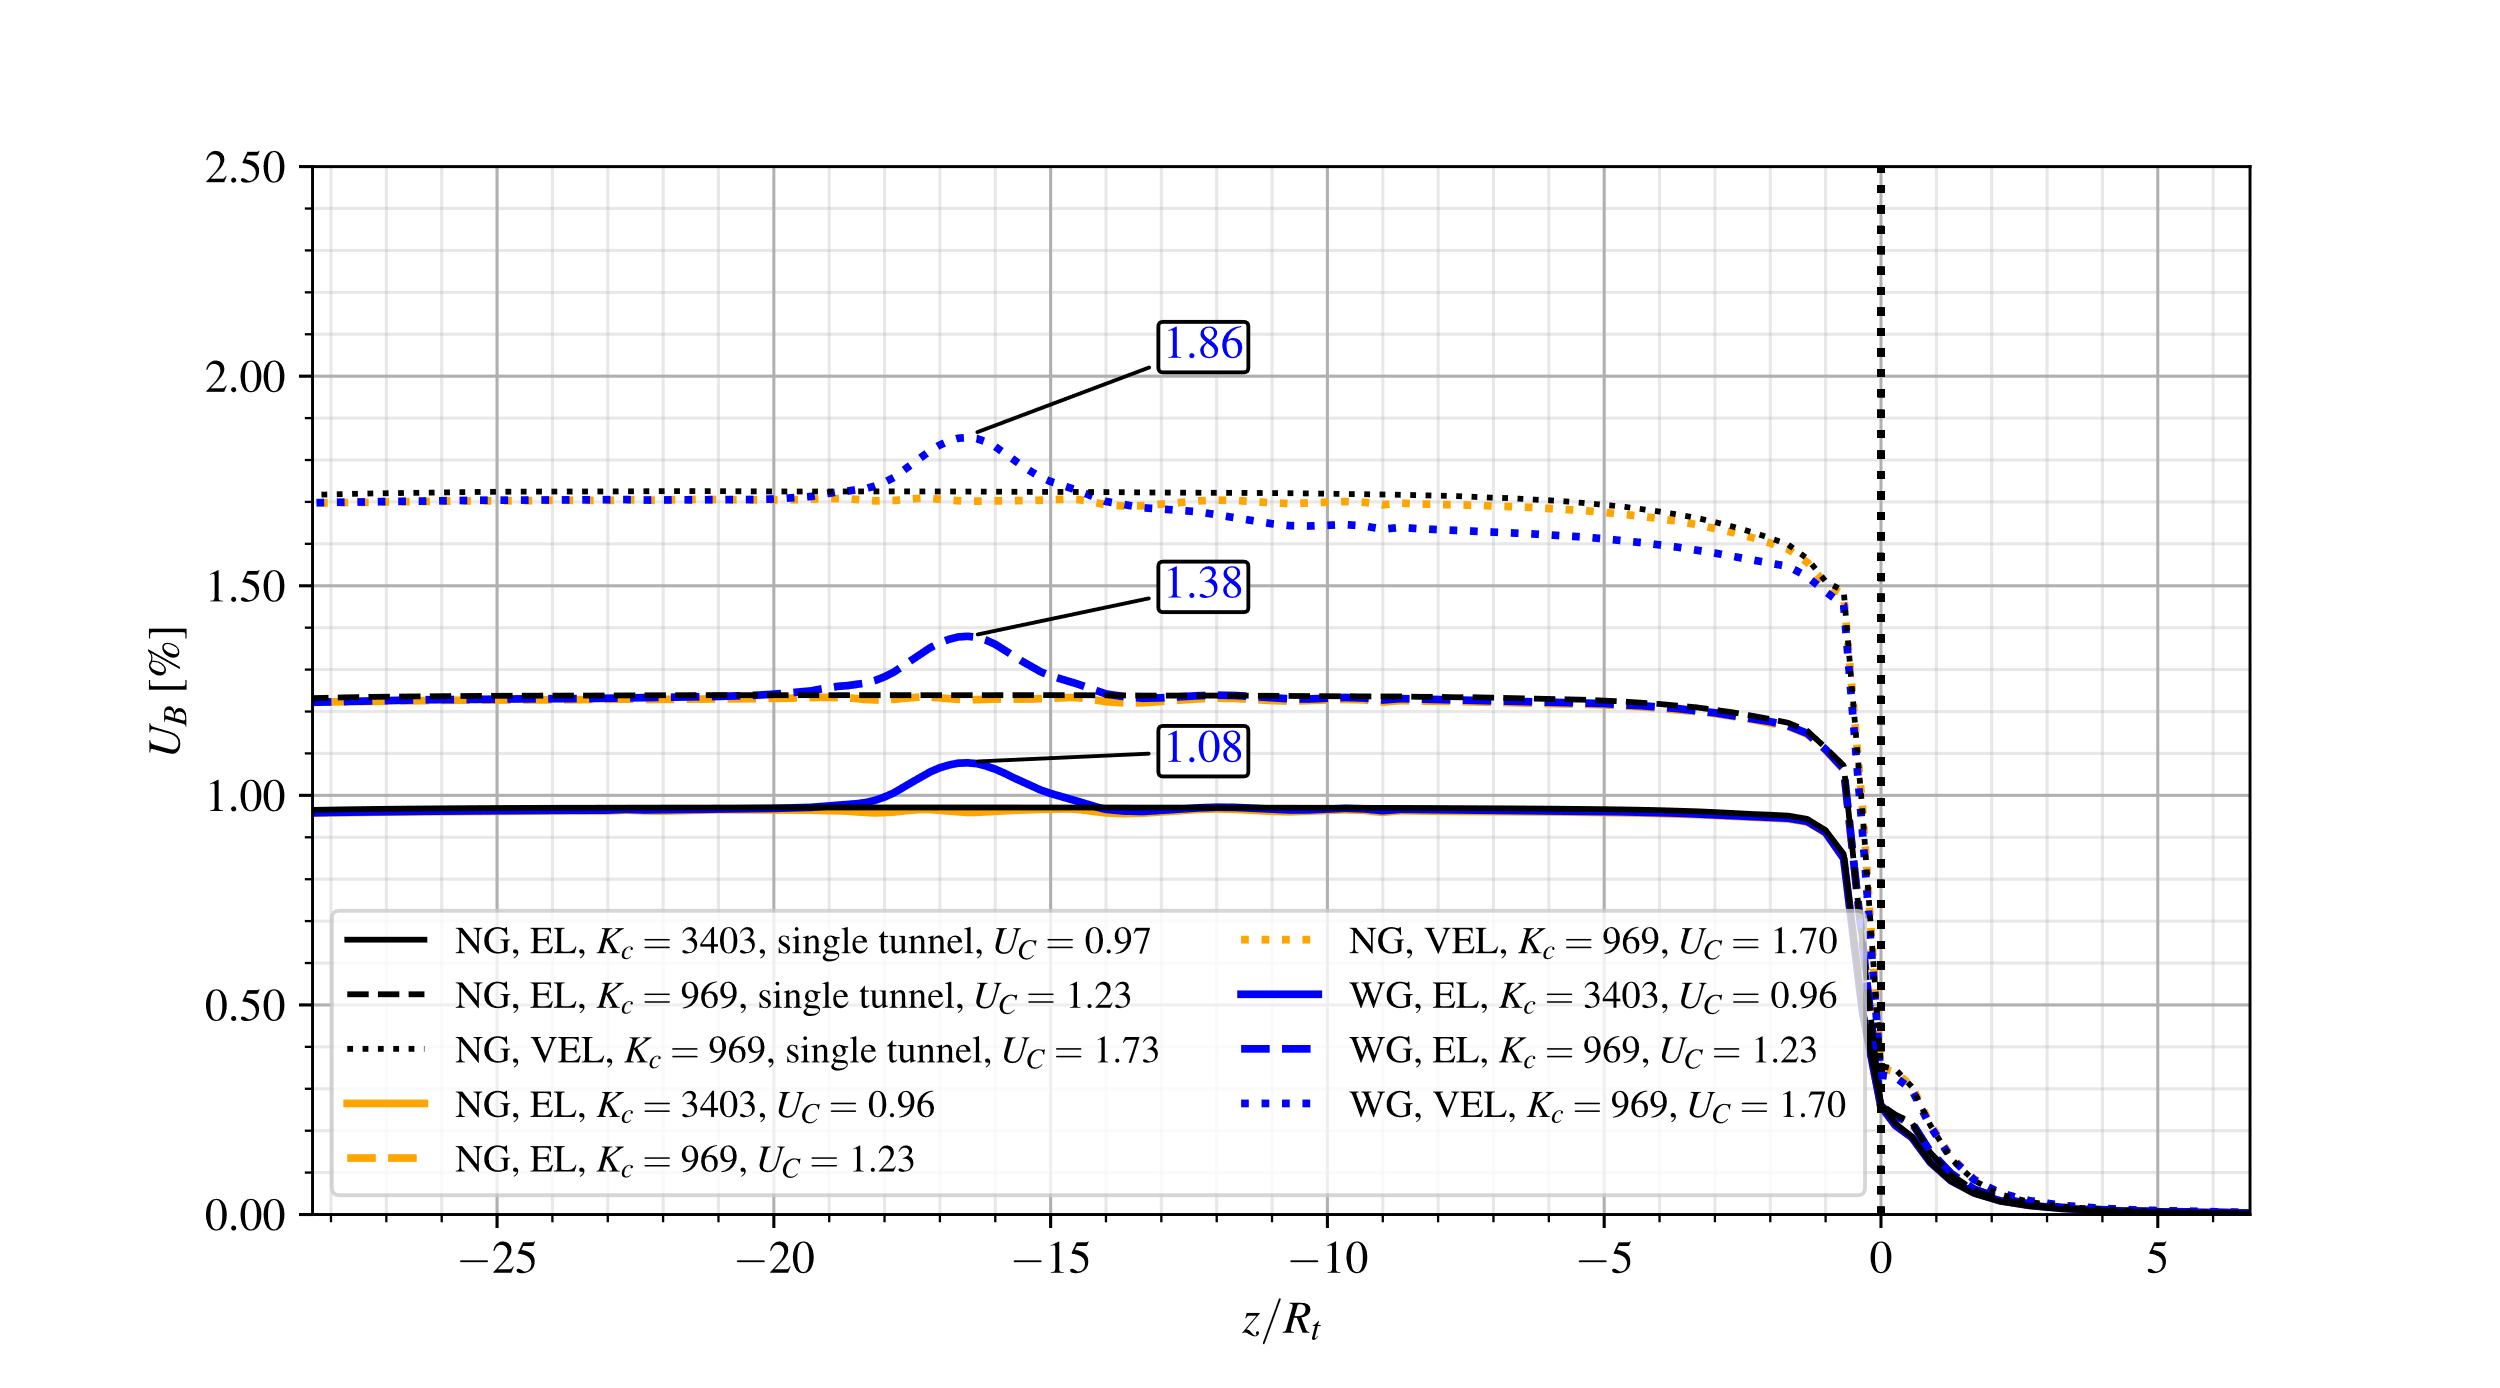 2.50
2.00
1.50
1.00
0.50
0.00
U_B [%]
1.86
1.38
1.08
NG, EL, K_c = 3403, single tunnel, U_C = 0.97
NG, EL, K_c = 969, single tunnel, U_C = 1.23
NG, VEL, K_c = 969, single tunnel, U_C = 1.73
NG, EL, K_c = 3403, U_C = 0.96
NG, EL, K_c = 969, U_C = 1.23
NG, VEL, K_c = 969, U_C = 1.70
WG, EL, K_c = 3403, U_C = 0.96
WG, EL, K_c = 969, U_C = 1.23
WG, VEL, K_c = 969, U_C = 1.70
−25 −20 −15 −10 −5 0 5
z/R_t